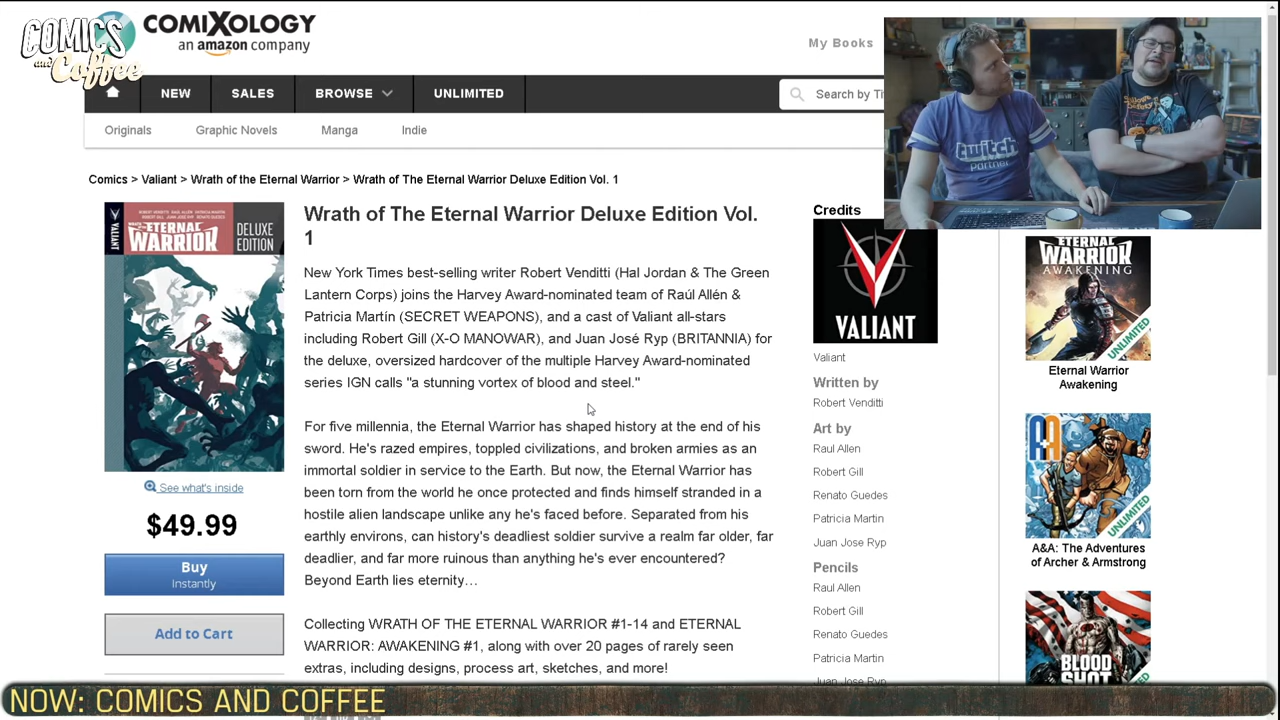 COMICS
and Coffee
COMIXOLOGY
an amazon company
My Books
NEW
SALES
BROWSE
UNLIMITED
Search by Ti
Originals
Graphic Novels
Manga
Indie
twitch
partner
Comics > Valiant > Wrath of the Eternal Warrior > Wrath of The Eternal Warrior Deluxe Edition Vol. 1
VALIANT
ETERNAL
WARRIOR
DELUXE
EDITION
See what's inside
$49.99
Buy
Instantly
Add to Cart
Wrath of The Eternal Warrior Deluxe Edition Vol.
1
New York Times best-selling writer Robert Venditti (Hal Jordan & The Green
Lantern Corps) joins the Harvey Award-nominated team of Raúl Allén &
Patricia Martín (SECRET WEAPONS), and a cast of Valiant all-stars
including Robert Gill (X-O MANOWAR), and Juan José Ryp (BRITANNIA) for
the deluxe, oversized hardcover of the multiple Harvey Award-nominated
series IGN calls "a stunning vortex of blood and steel."
For five millennia, the Eternal Warrior has shaped history at the end of his
sword. He's razed empires, toppled civilizations, and broken armies as an
immortal soldier in service to the Earth. But now, the Eternal Warrior has
been torn from the world he once protected and finds himself stranded in a
hostile alien landscape unlike any he's faced before. Separated from his
earthly environs, can history's deadliest soldier survive a realm far older, far
deadlier, and far more ruinous than anything he's ever encountered?
Beyond Earth lies eternity…
Collecting WRATH OF THE ETERNAL WARRIOR #1-14 and ETERNAL
WARRIOR: AWAKENING #1, along with over 20 pages of rarely seen
extras, including designs, process art, sketches, and more!
Credits
VALIANT
Valiant
Written by
Robert Venditti
Art by
Raul Allen
Robert Gill
Renato Guedes
Patricia Martin
Juan Jose Ryp
Pencils
Raul Allen
Robert Gill
Renato Guedes
Patricia Martin
Juan Jose Ryp
ETERNAL
WARRIOR
AWAKENING
UNLIMITED
Eternal Warrior
Awakening
A&A
UNLIMITED
A&A: The Adventures
of Archer & Armstrong
BLOOD
SHOT
NOW: COMICS AND COFFEE